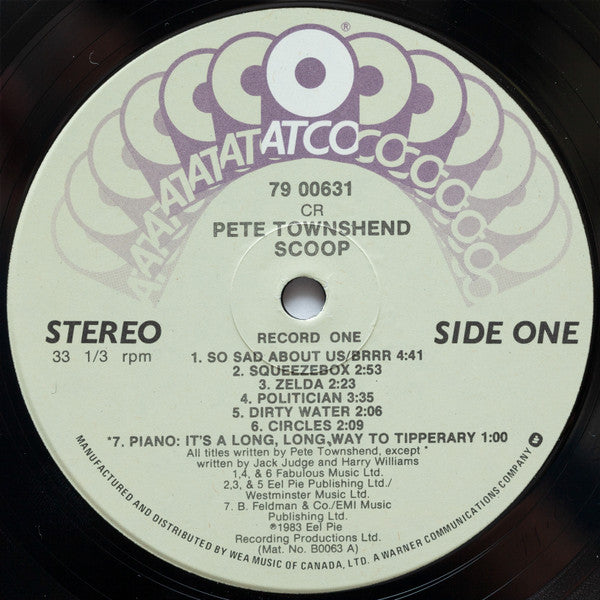 ®
ATCO
79 00631
CR
PETE TOWNSHEND
SCOOP
STEREO
33 1/3 rpm
SIDE ONE
RECORD ONE
1. SO SAD ABOUT US/BRRR 4:41
2. SQUEEZEBOX 2:53
3. ZELDA 2:23
4. POLITICIAN 3:35
5. DIRTY WATER 2:06
6. CIRCLES 2:09
*7. PIANO: IT'S A LONG, LONG, WAY TO TIPPERARY 1:00
All titles written by Pete Townshend, except *
written by Jack Judge and Harry Williams
1,4, & 6 Fabulous Music Ltd.
2,3, & 5 Eel Pie Publishing Ltd./
Westminster Music Ltd.
7. B. Feldman & Co./EMI Music
Publishing Ltd.
℗1983 Eel Pie
Recording Productions Ltd.
(Mat. No. B0063 A)
MANUFACTURED AND DISTRIBUTED BY WEA MUSIC OF CANADA, LTD. A WARNER COMMUNICATIONS COMPANY